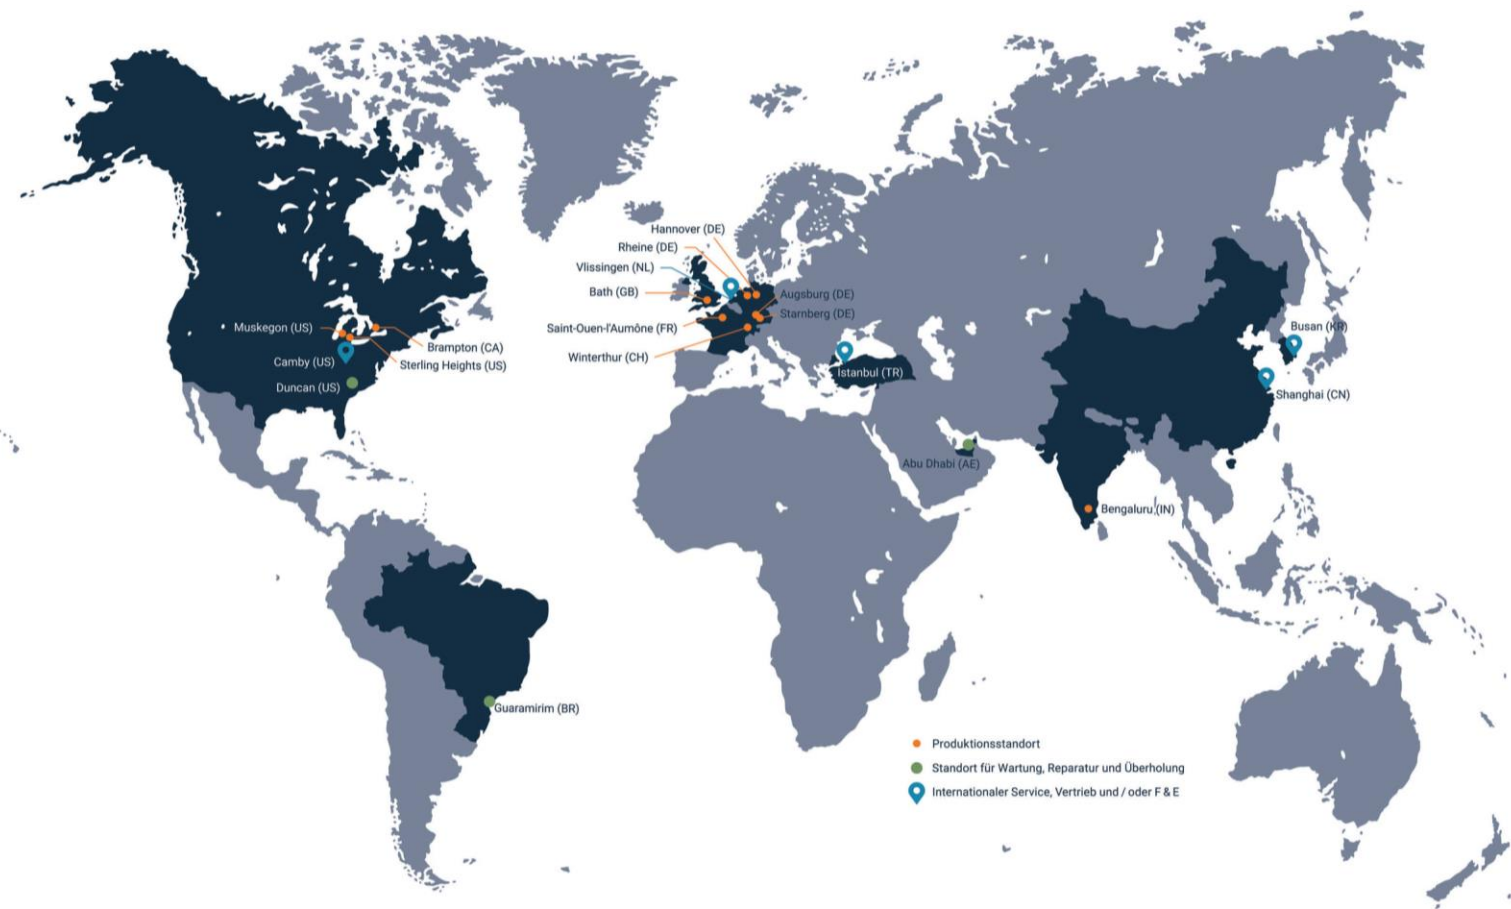 Hannover (DE)
Rheine (DE)
Vlissingen (NL)
Bath (GB)
Augsburg (DE)
Starnberg (DE)
Saint-Ouen-l'Aumône (FR)
Winterthur (CH)
Muskegon (US)
Brampton (CA)
Camby (US)
Sterling Heights (US)
Duncan (US)
Istanbul (TR)
Busan (KR)
Shanghai (CN)
Abu Dhabi (AE)
Bengaluru (IN)
Guaramirim (BR)
Produktionsstandort
Standort für Wartung, Reparatur und Überholung
Internationaler Service, Vertrieb und / oder F & E